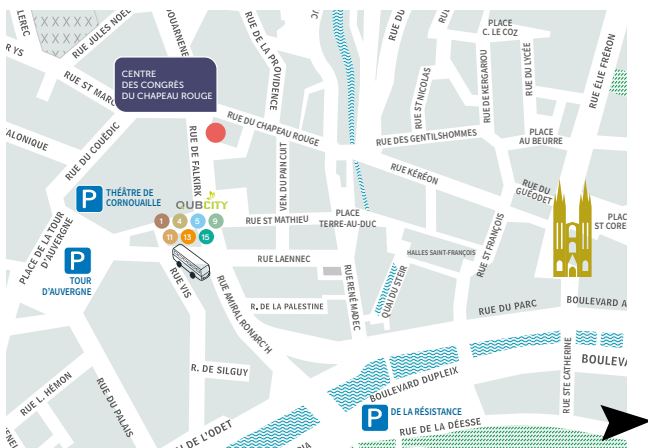 LEREC
RUE JULES NOËL
DOUARNENE
RUE DE LA PROVIDENCE
RUE DU
PLACE
C. LE COZ
RUE DU LYCÉE
RUE ÉLIE FRÉRON
R YS
RUE ST MARC
CENTRE
DES CONGRÈS
DU CHAPEAU ROUGE
RUE DU CHAPEAU ROUGE
RUE ST NICOLAS
RUE DE KERGARIOU
RUE DES GENTILSHOMMES
PLACE
AU BEURRE
ALONIQUE
RUE DU COUËDIC
RUE DE FALKIRK
VEN. DU PAIN CUIT
RUE KÉRÉON
RUE DU
GUÉODET
P
THÉÂTRE DE
CORNOUAILLE
QUBCITY
1 4 5 9
11 13 15
RUE ST MATHIEU
PLACE
TERRE-AU-DUC
PLAC
ST CORE
PLACE DE LA TOUR
D'AUVERGNE
P
TOUR
D'AUVERGNE
RUE VIS
RUE LAENNEC
HALLES SAINT-FRANÇOIS
RUE ST FRANÇOIS
RUE AMIRAL RONARC'H
R. DE LA PALESTINE
RUE RENÉ MADEC
QUAI DU STEIR
RUE DU PARC
BOULEVARD A
R. DE SILGUY
BOULEVARD DUPLEIX
RUE STE CATHERINE
BOULEVA
RUE L. HÉMON
RUE DU PALAIS
P
DE LA RÉSISTANCE
RUE DE LA DÉESSE
DE L'ODET